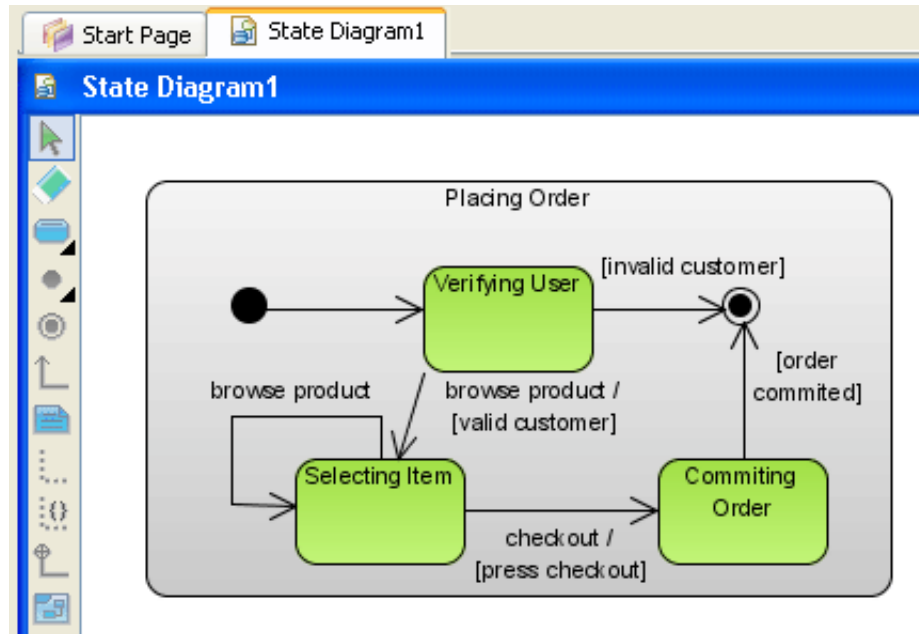 Start Page
State Diagram1
State Diagram1
Placing Order
Verifying User
[invalid customer]
browse product
browse product /
[valid customer]
[order
commited]
Selecting Item
Commiting
Order
checkout /
[press checkout]